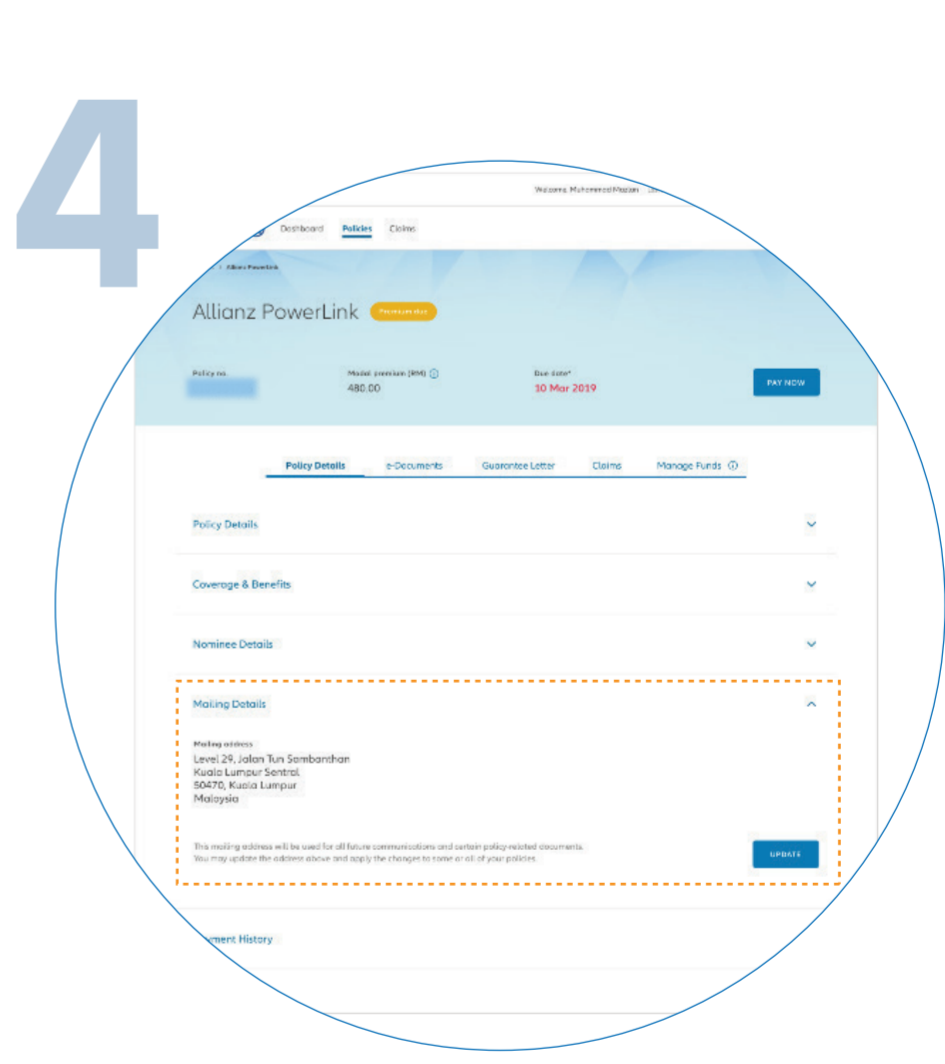 4
Welcome, Muhammad Mazlan
Dashboard Policies Claims
Allianz PowerLink
Allianz PowerLink Premium due
Policy no. Modal premium (RM) Due date*
480.00 10 Mar 2019 PAY NOW
Policy Details e-Documents Guarantee Letter Claims Manage Funds
Policy Details
Coverage & Benefits
Nominee Details
Mailing Details
Mailing address
Level 29, Jalan Tun Sambanthan
Kuala Lumpur Sentral
50470, Kuala Lumpur
Malaysia
This mailing address will be used for all future communications and certain policy-related documents.
You may update the address above and apply the changes to some or all of your policies.
UPDATE
yment History